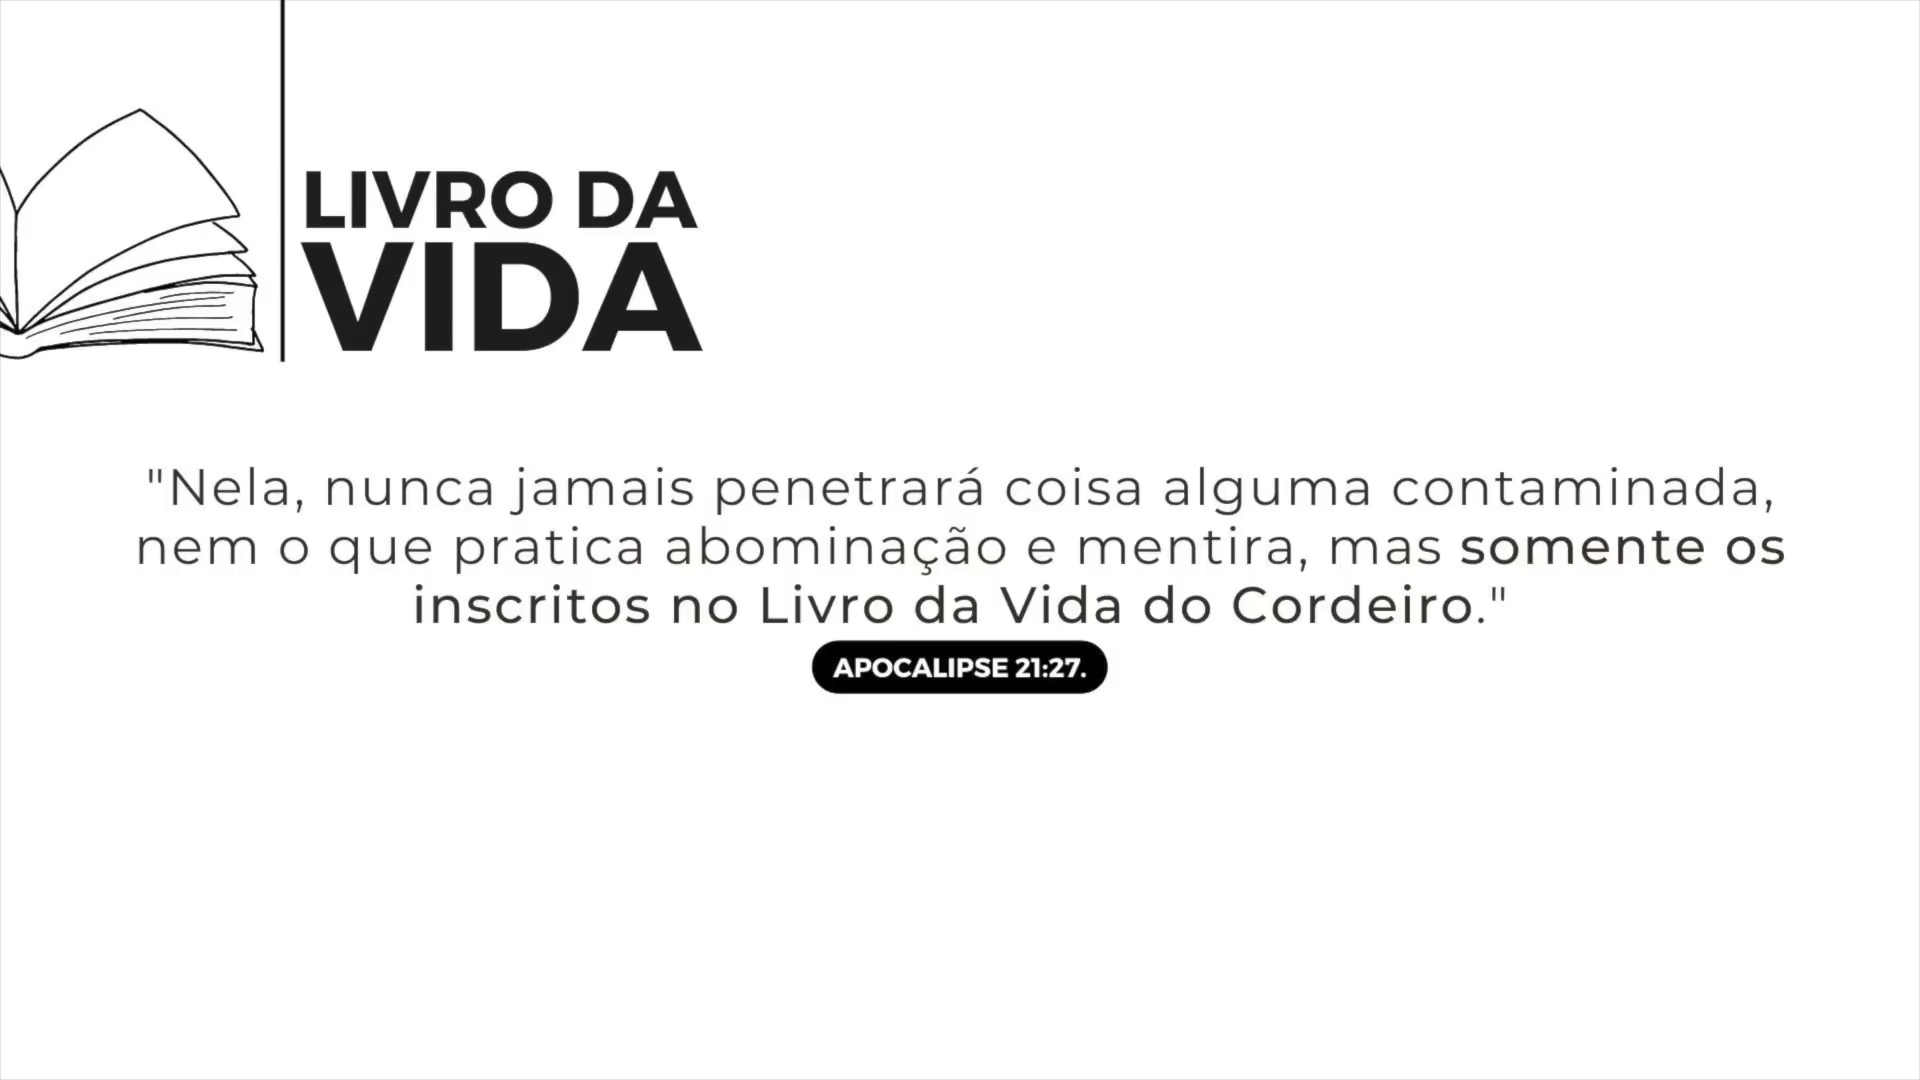 LIVRO DA
VIDA
"Nela, nunca jamais penetrará coisa alguma contaminada,
nem o que pratica abominação e mentira, mas somente os
inscritos no Livro da Vida do Cordeiro."
APOCALIPSE 21:27.